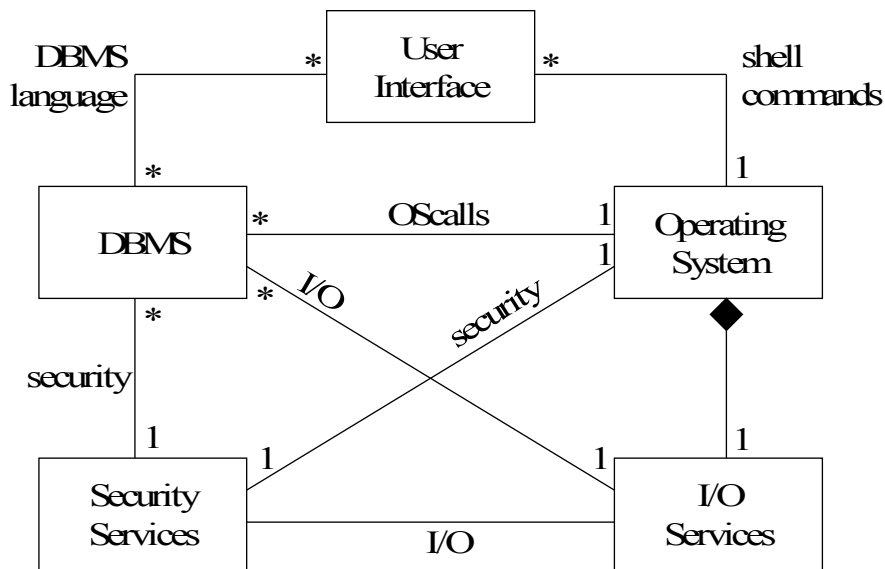 DBMS
language
*
User
Interface
*
shell
commands
*
1
DBMS
*
OScalls
1
Operating
System
*
*
I/O
security
1
security
1
1
1
1
Security
Services
I/O
I/O
Services